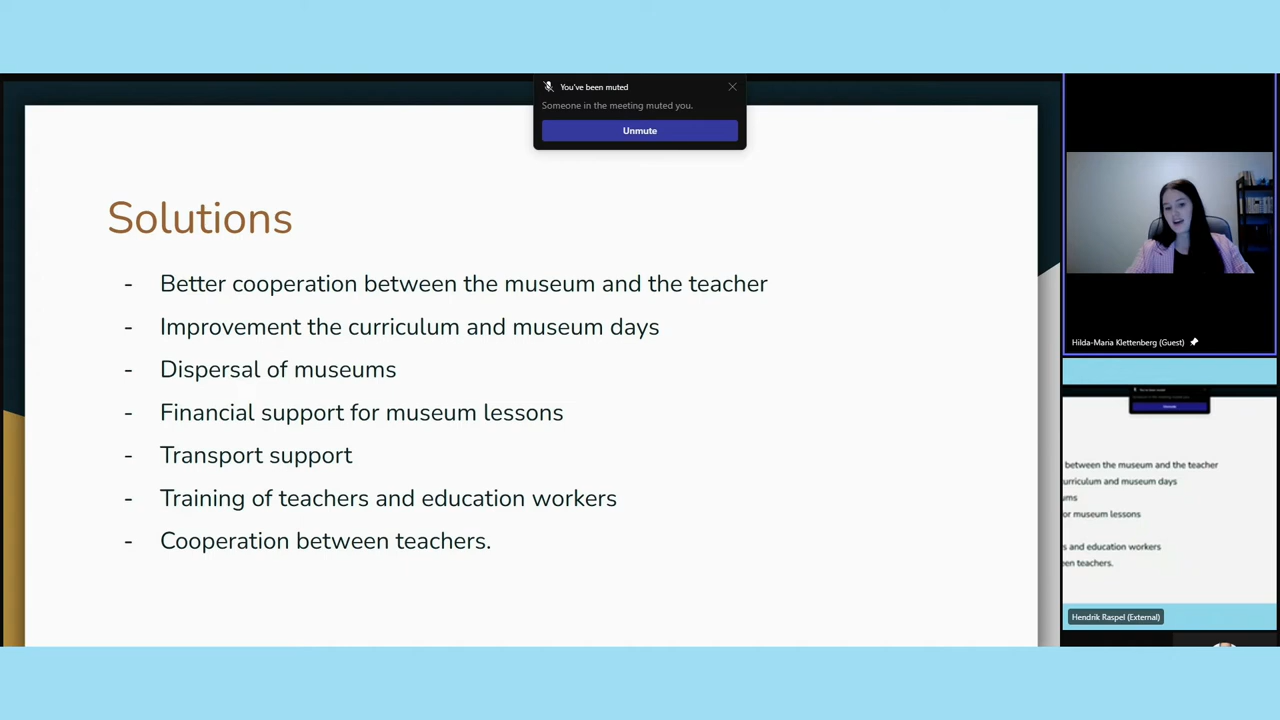 You've been muted
Someone in the meeting muted you.
Unmute
Solutions
- Better cooperation between the museum and the teacher
- Improvement the curriculum and museum days
- Dispersal of museums
- Financial support for museum lessons
- Transport support
- Training of teachers and education workers
- Cooperation between teachers.
Hilda-Maria Klettenberg (Guest)
between the museum and the teacher
curriculum and museum days
ums
or museum lessons
s and education workers
en teachers.
Hendrik Raspel (External)